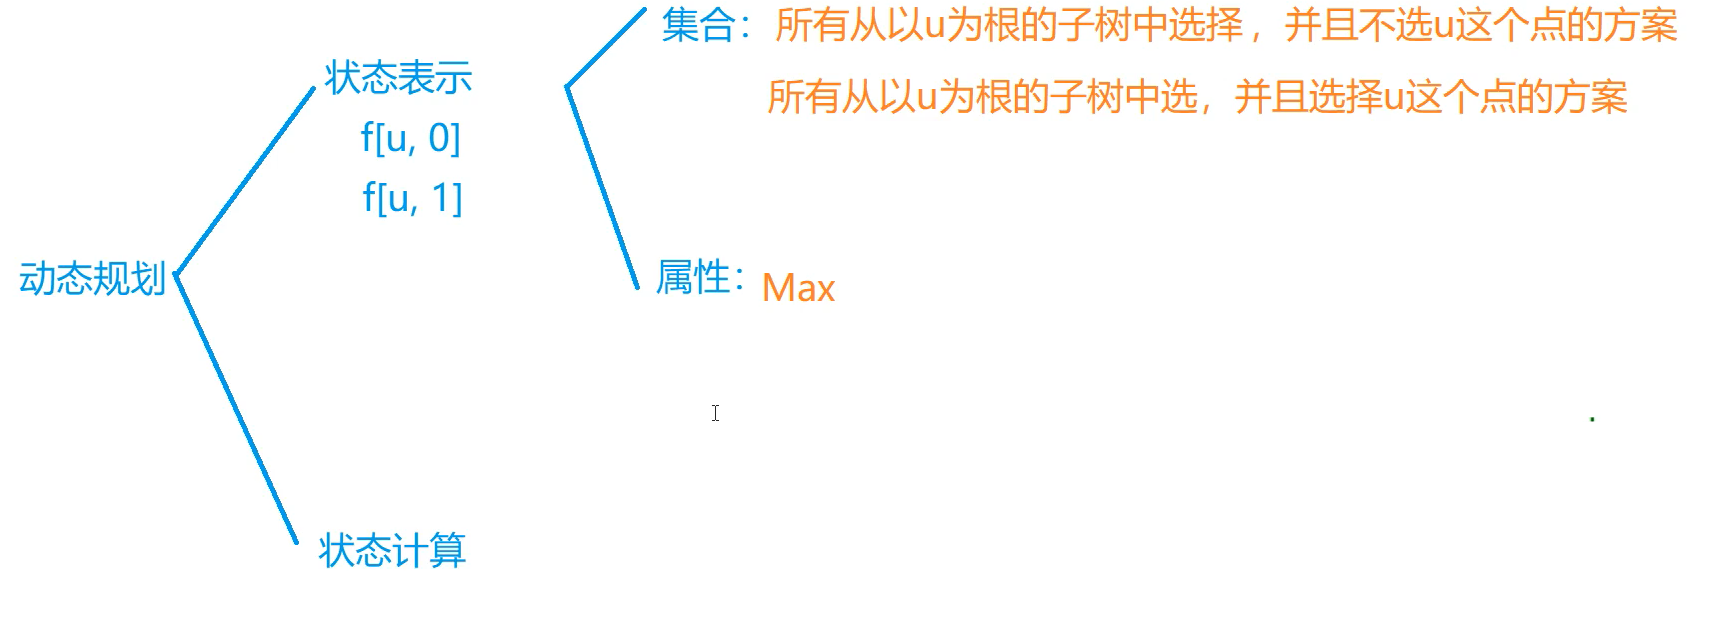 集合：所有从以u为根的子树中选择，并且不选u这个点的方案
状态表示
所有从以u为根的子树中选，并且选择u这个点的方案
f[u, 0]
f[u, 1]
动态规划
属性：Max
状态计算